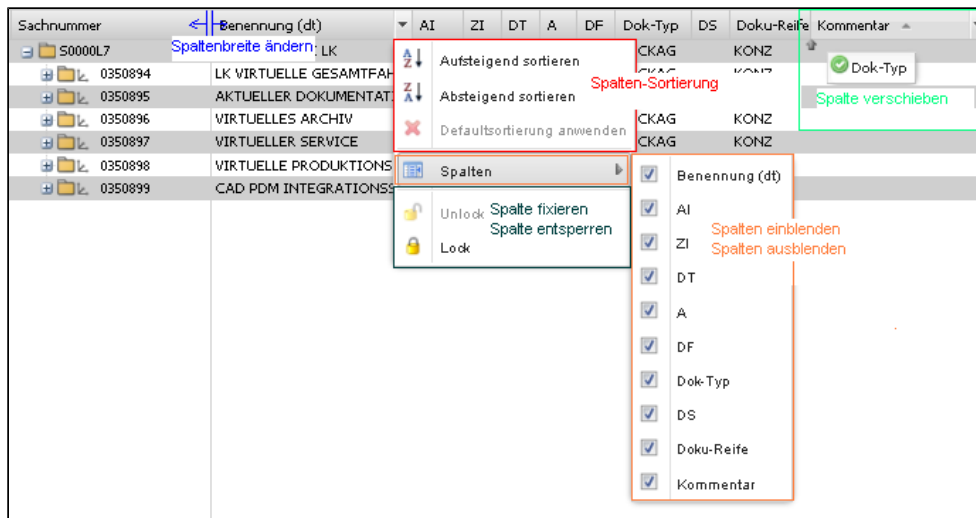 Sachnummer Benennung (dt) AI ZI DT A DF Dok-Typ DS Doku-Reife Kommentar
S0000L7 Spaltenbreite ändern LK CKAG KONZ
0350894 LK VIRTUELLE GESAMTFAH
0350895 AKTUELLER DOKUMENTAT
0350896 VIRTUELLES ARCHIV CKAG KONZ
0350897 VIRTUELLER SERVICE CKAG KONZ
0350898 VIRTUELLE PRODUKTIONS
0350899 CAD PDM INTEGRATIONSS
Aufsteigend sortieren
Absteigend sortieren
Defaultsortierung anwenden
Spalten-Sortierung
Dok-Typ
Spalte verschieben
Spalten
Unlock
Lock
Spalte fixieren
Spalte entsperren
Benennung (dt)
AI
ZI
DT
A
DF
Dok-Typ
DS
Doku-Reife
Kommentar
Spalten einblenden
Spalten ausblenden